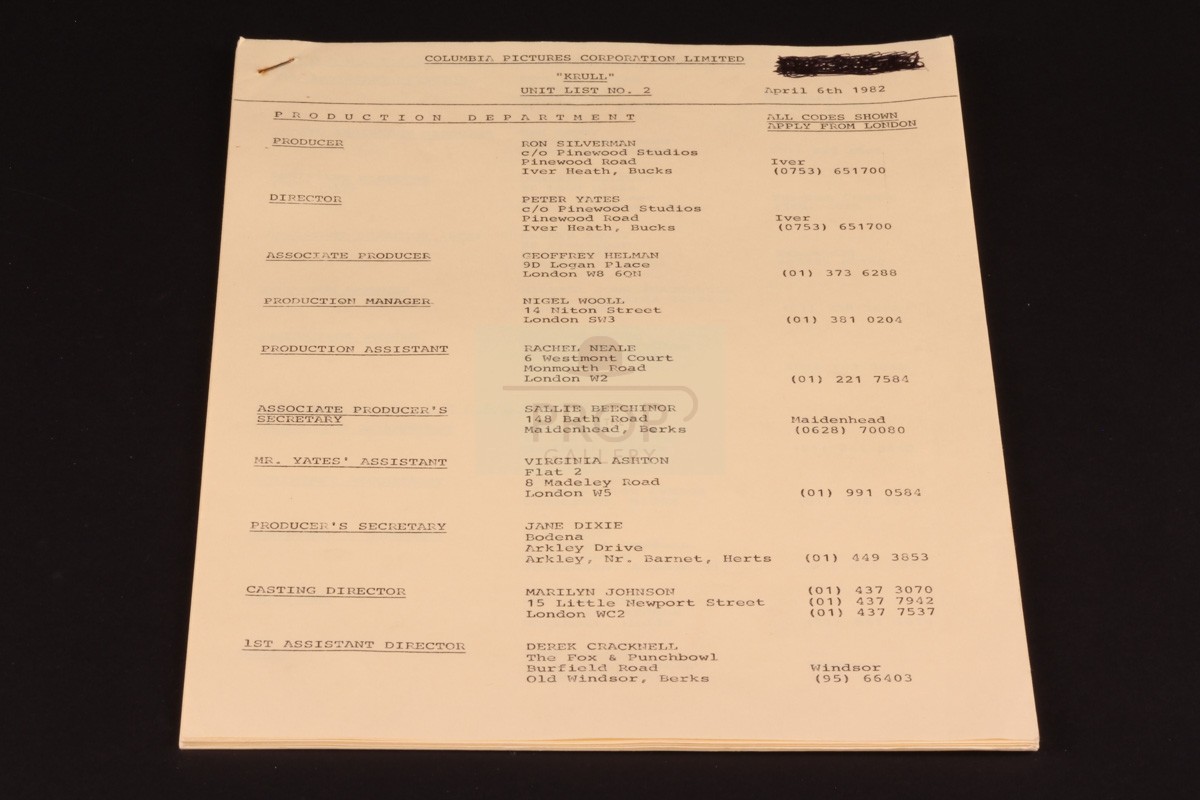 COLUMBIA PICTURES CORPORATION LIMITED
"KRULL"
UNIT LIST NO. 2
April 6th 1982
PRODUCTION DEPARTMENT
ALL CODES SHOWN
APPLY FROM LONDON
PRODUCER
RON SILVERMAN
c/o Pinewood Studios
Pinewood Road
Iver Heath, Bucks
Iver
(0753) 651700
DIRECTOR
PETER YATES
c/o Pinewood Studios
Pinewood Road
Iver Heath, Bucks
Iver
(0753) 651700
ASSOCIATE PRODUCER
GEOFFREY HELMAN
9D Logan Place
London W8 6QN
(01) 373 6288
PRODUCTION MANAGER
NIGEL WOOLL
14 Niton Street
London SW3
(01) 381 0204
PRODUCTION ASSISTANT
RACHEL NEALE
6 Westmont Court
Monmouth Road
London W2
(01) 221 7584
ASSOCIATE PRODUCER'S
SECRETARY
SALLIE BEECHINOR
148 Bath Road
Maidenhead, Berks
Maidenhead
(0628) 70080
MR. YATES' ASSISTANT
VIRGINIA ASHTON
Flat 2
8 Madeley Road
London W5
(01) 991 0584
PRODUCER'S SECRETARY
JANE DIXIE
Bodena
Arkley Drive
Arkley, Nr. Barnet, Herts
(01) 449 3853
CASTING DIRECTOR
MARILYN JOHNSON
15 Little Newport Street
London WC2
(01) 437 3070
(01) 437 7942
(01) 437 7537
1ST ASSISTANT DIRECTOR
DEREK CRACKNELL
The Fox & Punchbowl
Burfield Road
Old Windsor, Berks
Windsor
(95) 66403
PROP
GALLERY